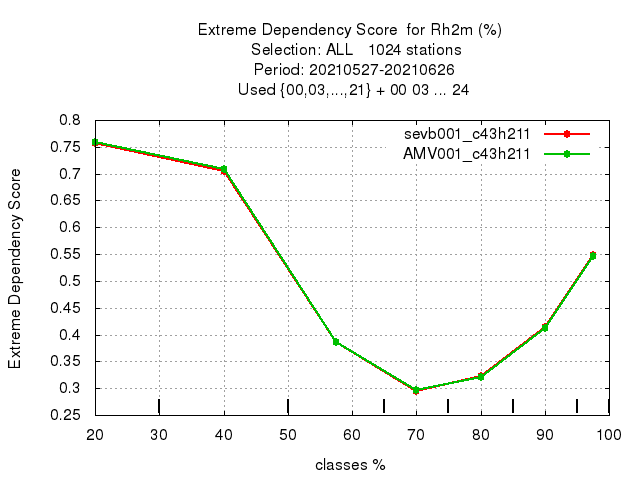 Extreme Dependency Score for Rh2m (%)
Selection: ALL 1024 stations
Period: 20210527-20210626
Used {00,03,...,21} + 00 03 ... 24
sevb001_c43h211
AMV001_c43h211
Extreme Dependency Score
0.8
0.75
0.7
0.65
0.6
0.55
0.5
0.45
0.4
0.35
0.3
0.25
20 30 40 50 60 70 80 90 100
classes %